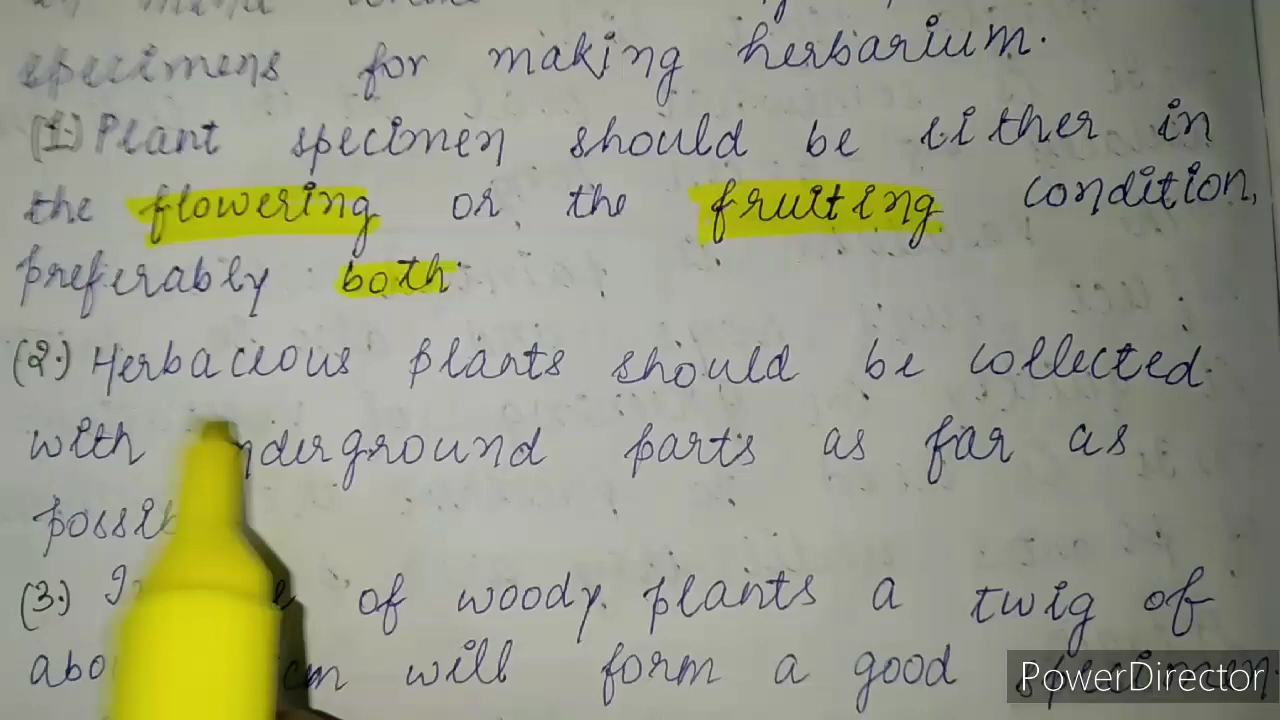 specimens for making herbarium.
(1.) Plant specimen should be either in
the flowering or the fruiting condition,
preferably both.
(2.) Herbacious plants should be collected
with underground parts as far as
(3.) of woody plants a twig of
cm will form a good specimen.
PowerDirector